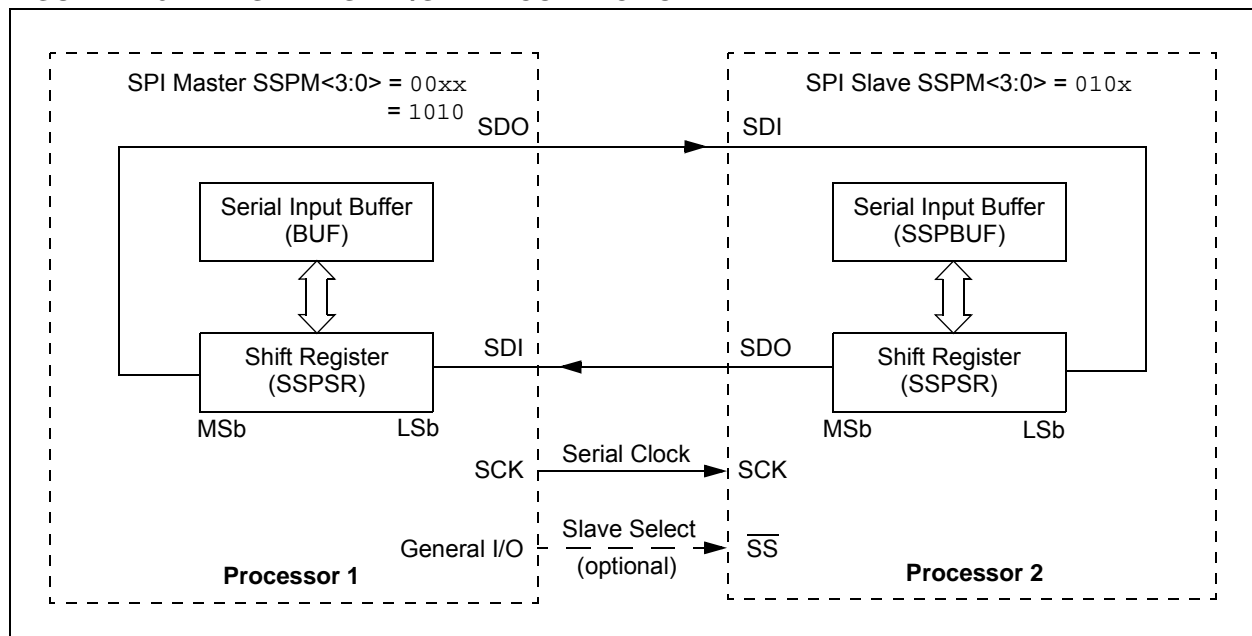 SPI Master SSPM<3:0> = 00xx
= 1010
SPI Slave SSPM<3:0> = 010x
SDO
SDI
Serial Input Buffer
(BUF)
Serial Input Buffer
(SSPBUF)
Shift Register
(SSPSR)
SDI
SDO
Shift Register
(SSPSR)
MSb
LSb
MSb
LSb
SCK
Serial Clock
SCK
General I/O
Slave Select
(optional)
SS
Processor 1
Processor 2